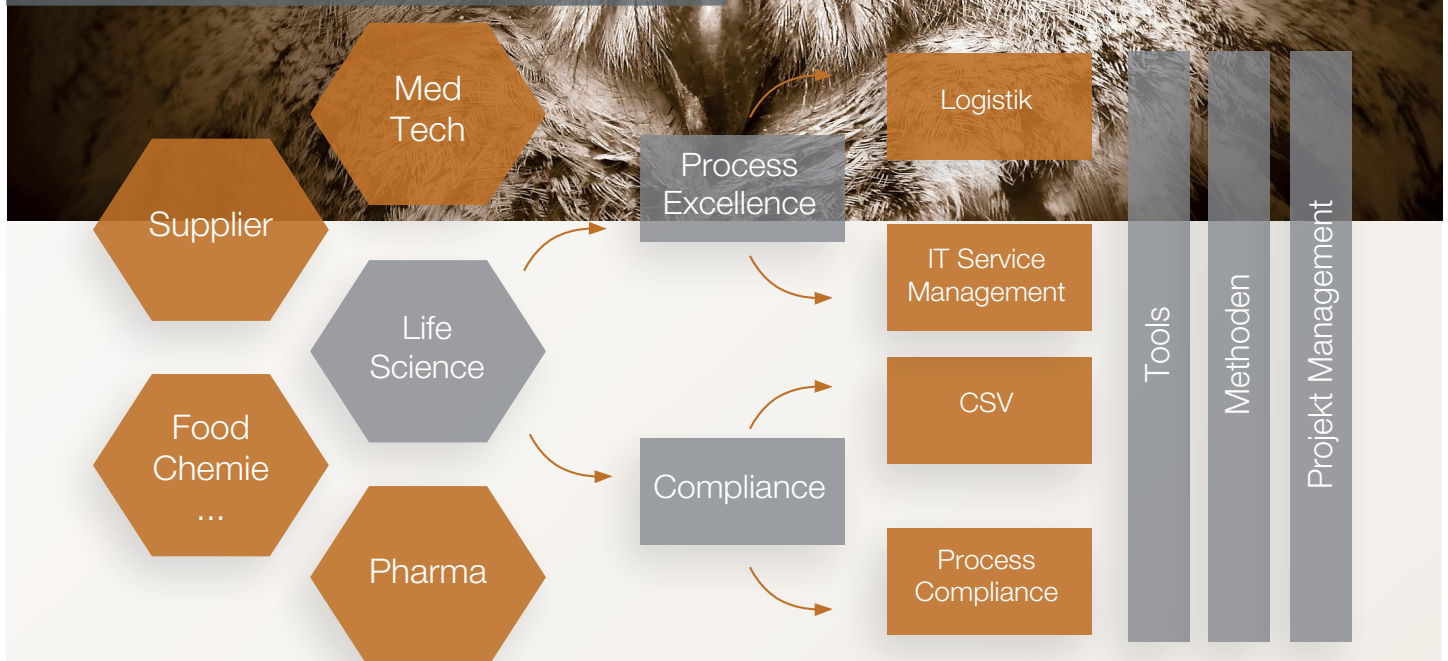 Med
Tech
Supplier
Life
Science
Food
Chemie
...
Pharma
Process
Excellence
Compliance
Logistik
IT Service
Management
CSV
Process
Compliance
Tools
Methoden
Projekt Management